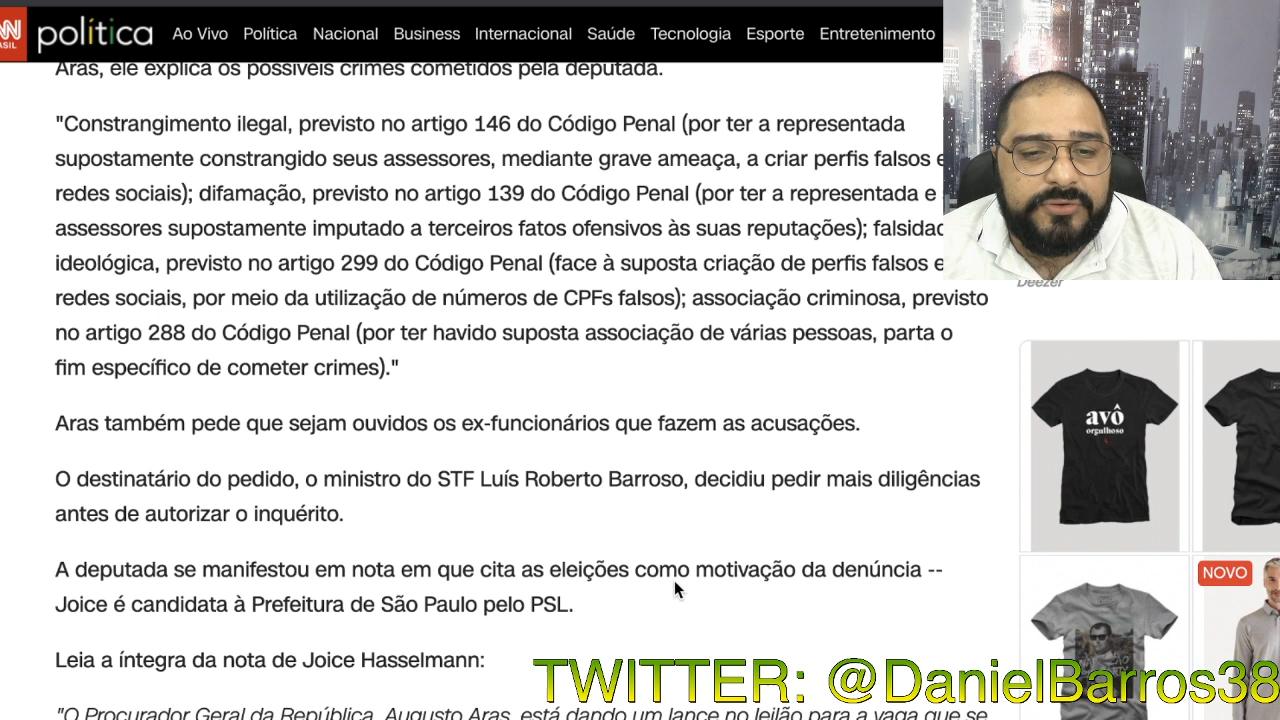 NN
ASIL
política
Ao Vivo Política Nacional Business Internacional Saúde Tecnologia Esporte Entretenimento
Aras, ele explica os possíveis crimes cometidos pela deputada.
"Constrangimento ilegal, previsto no artigo 146 do Código Penal (por ter a representada
supostamente constrangido seus assessores, mediante grave ameaça, a criar perfis falsos e
redes sociais); difamação, previsto no artigo 139 do Código Penal (por ter a representada e
assessores supostamente imputado a terceiros fatos ofensivos às suas reputações); falsidad
ideológica, previsto no artigo 299 do Código Penal (face à suposta criação de perfis falsos e
redes sociais, por meio da utilização de números de CPFs falsos); associação criminosa, previsto
no artigo 288 do Código Penal (por ter havido suposta associação de várias pessoas, parta o
fim específico de cometer crimes)."
Aras também pede que sejam ouvidos os ex-funcionários que fazem as acusações.
O destinatário do pedido, o ministro do STF Luís Roberto Barroso, decidiu pedir mais diligências
antes de autorizar o inquérito.
A deputada se manifestou em nota em que cita as eleições como motivação da denúncia --
Joice é candidata à Prefeitura de São Paulo pelo PSL.
Leia a íntegra da nota de Joice Hasselmann:
"O Procurador Geral da República, Augusto Aras, está dando um lance no leilão para a vaga que se
Deezer
avô
orgulhoso
NOVO
TWITTER: @DanielBarros38